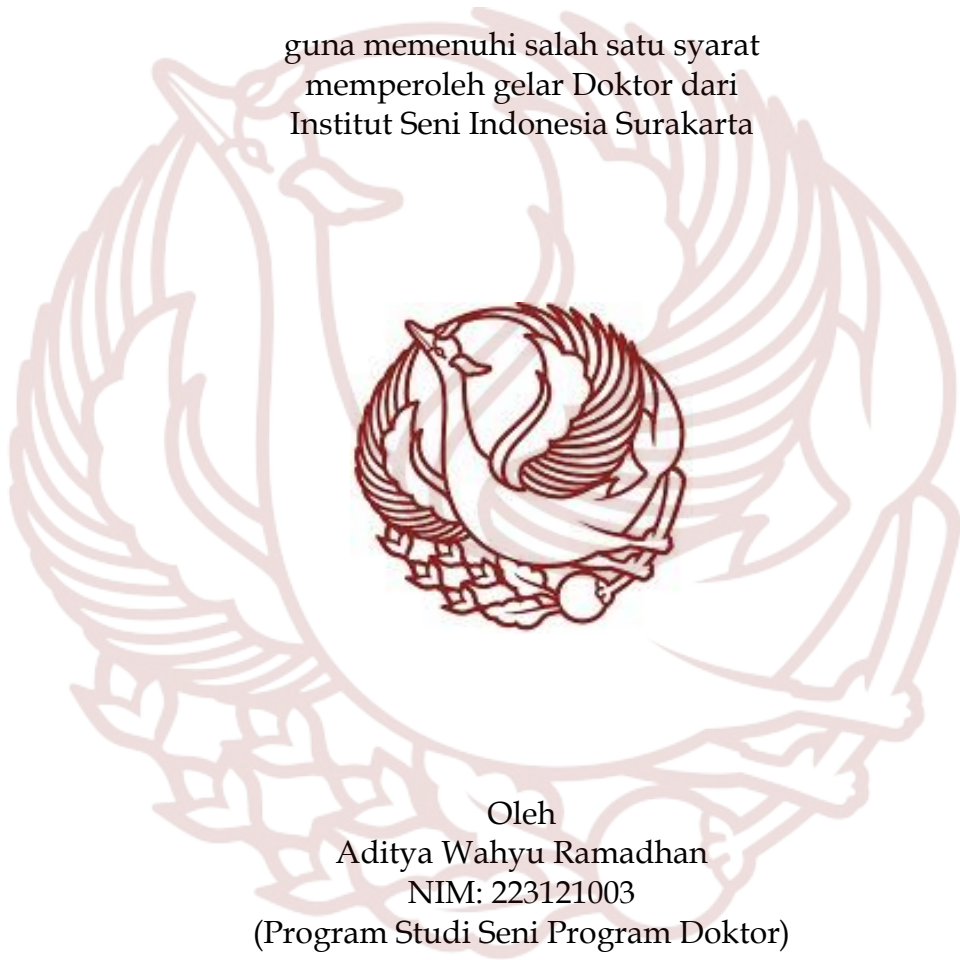 guna memenuhi salah satu syarat
memperoleh gelar Doktor dari
Institut Seni Indonesia Surakarta
Oleh
Aditya Wahyu Ramadhan
NIM: 223121003
(Program Studi Seni Program Doktor)